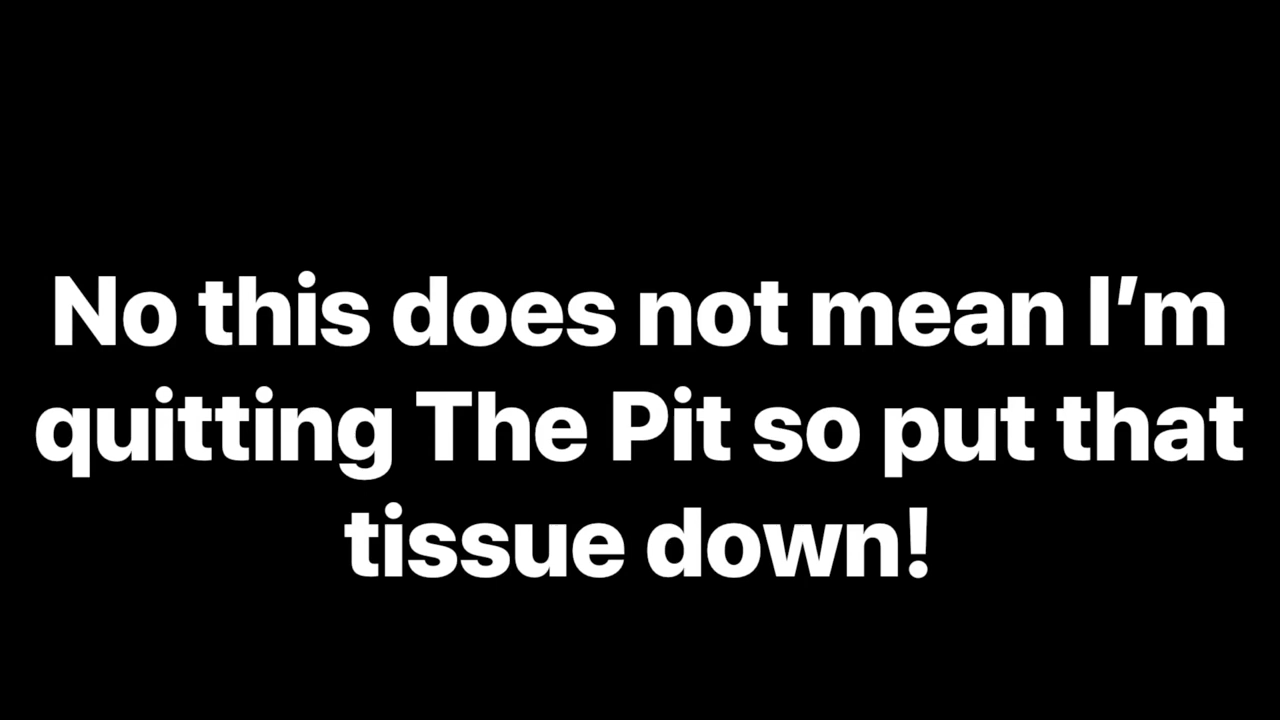 No this does not mean I’m
quitting The Pit so put that
tissue down!